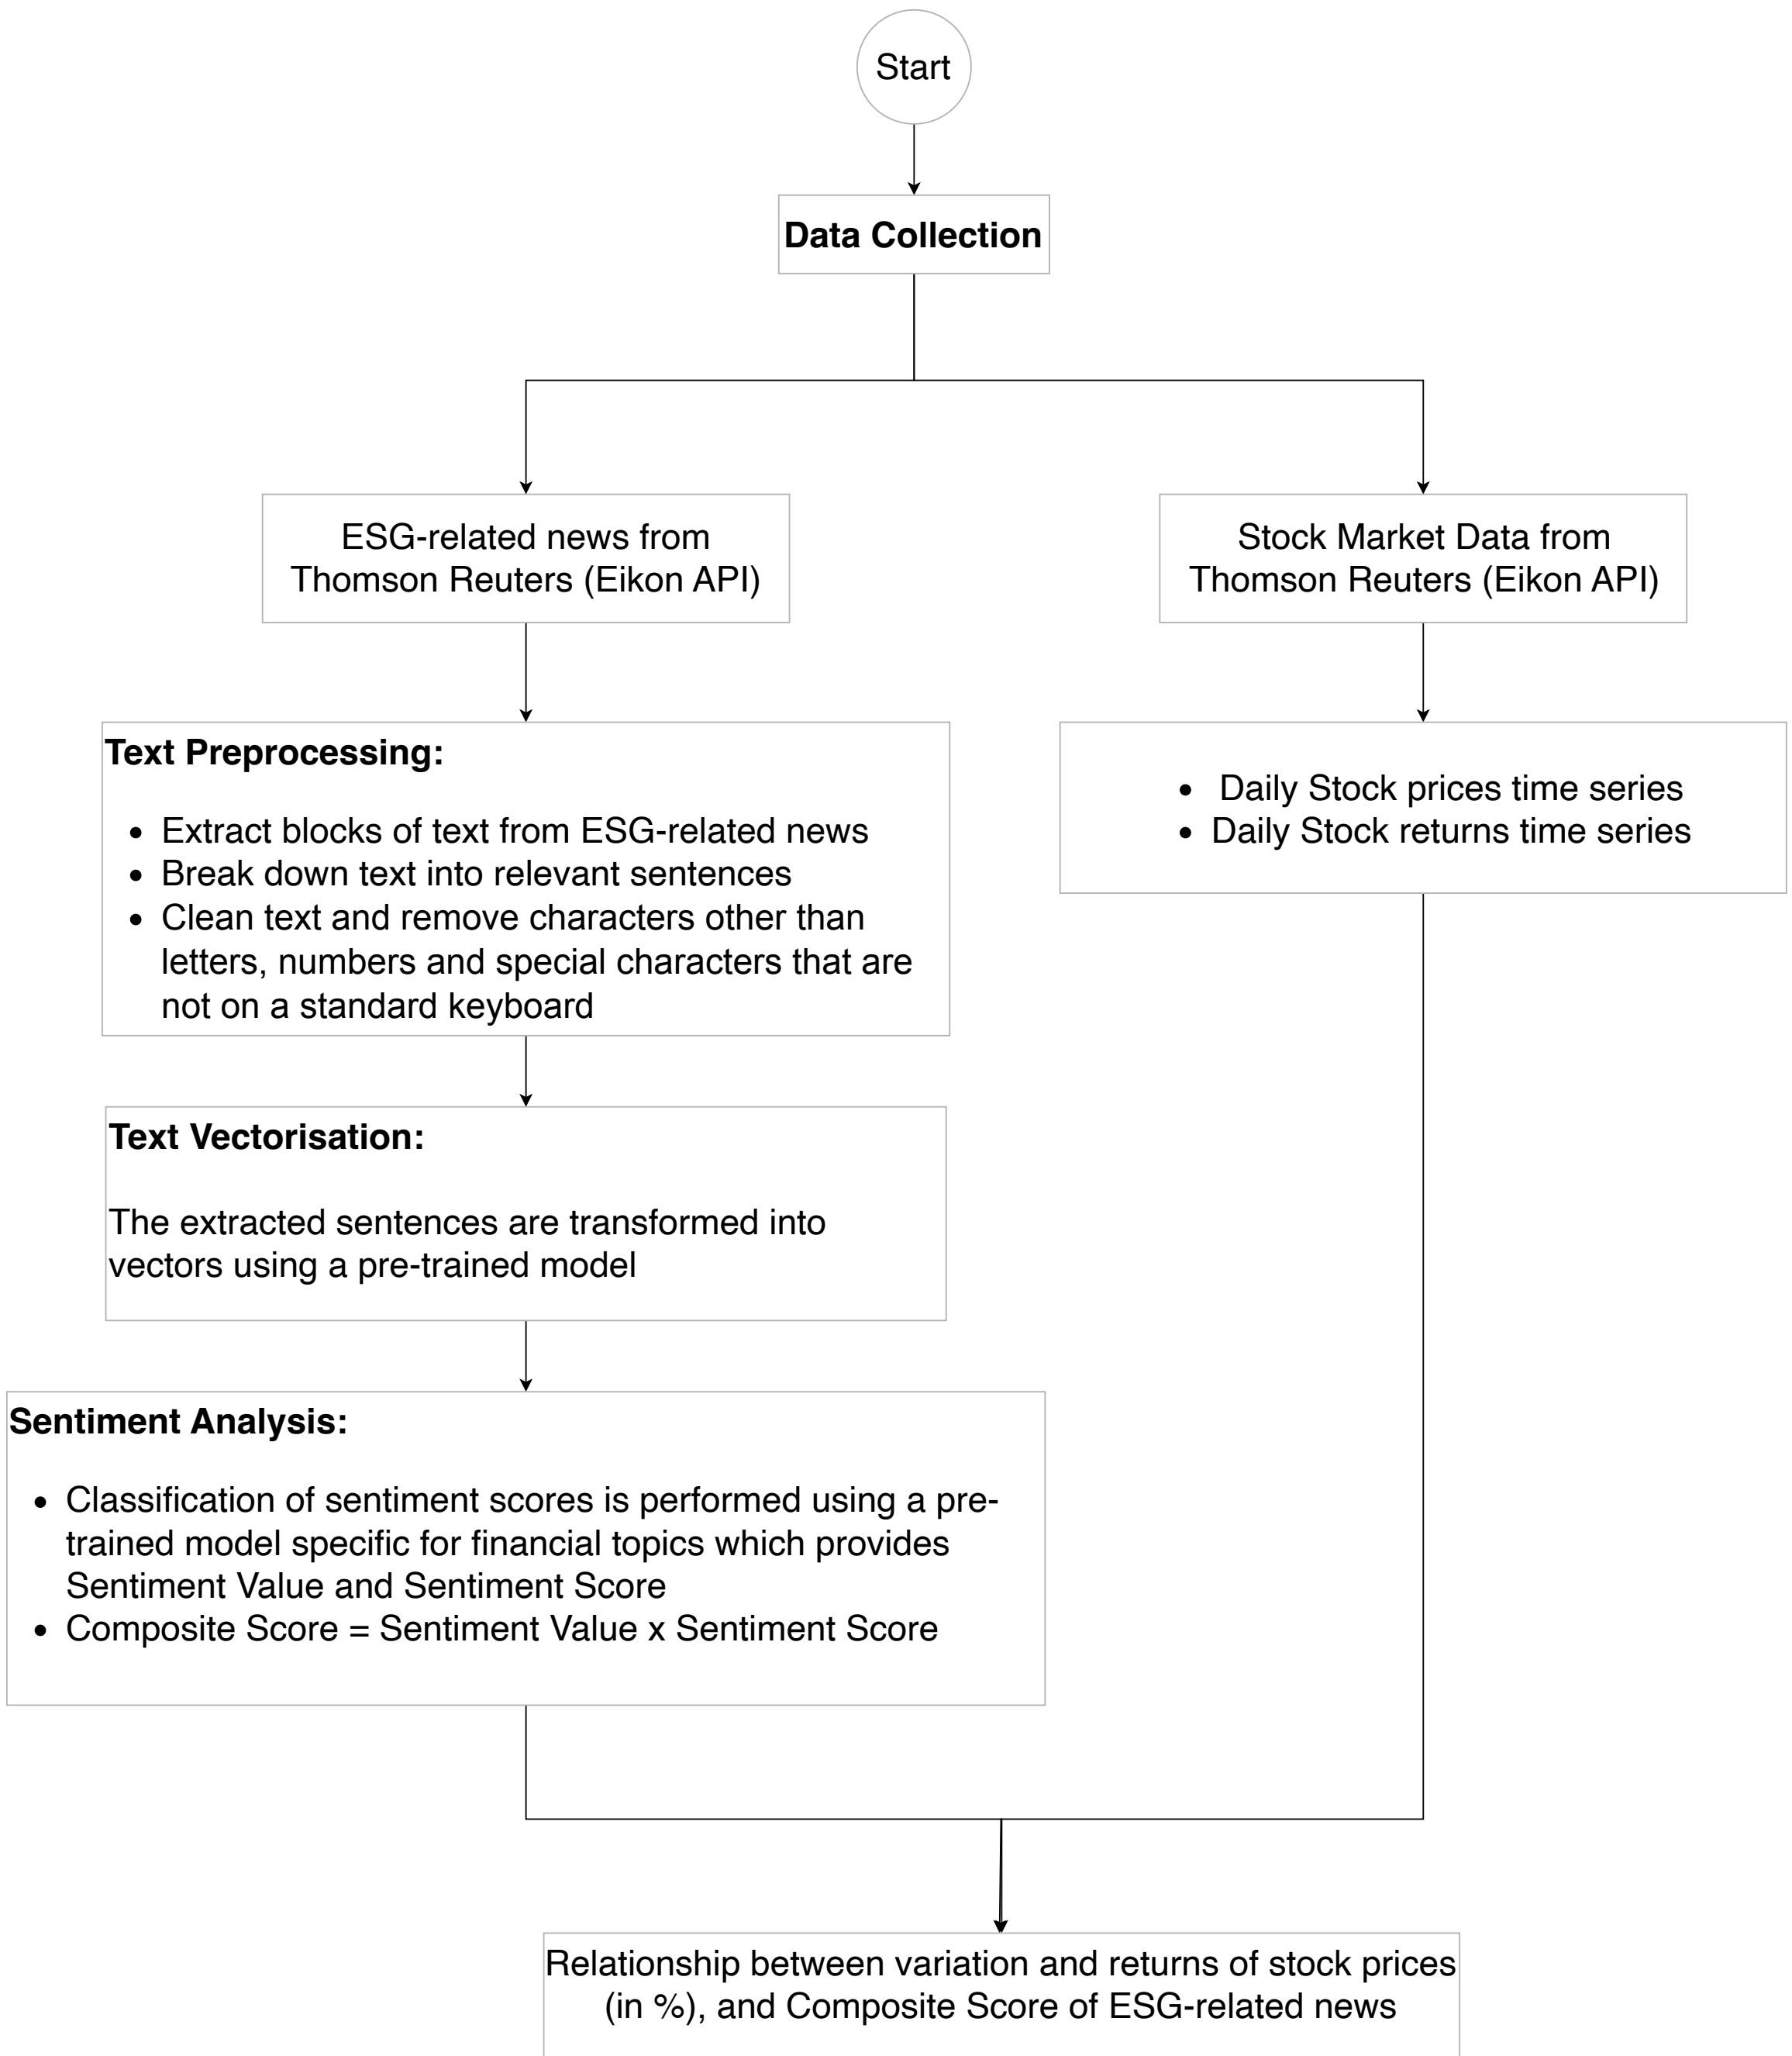 Start
Data Collection
ESG-related news from
Thomson Reuters (Eikon API)
Stock Market Data from
Thomson Reuters (Eikon API)
Text Preprocessing:
• Extract blocks of text from ESG-related news
• Break down text into relevant sentences
• Clean text and remove characters other than
letters, numbers and special characters that are
not on a standard keyboard
• Daily Stock prices time series
• Daily Stock returns time series
Text Vectorisation:
The extracted sentences are transformed into
vectors using a pre-trained model
Sentiment Analysis:
• Classification of sentiment scores is performed using a pre-
trained model specific for financial topics which provides
Sentiment Value and Sentiment Score
• Composite Score = Sentiment Value x Sentiment Score
Relationship between variation and returns of stock prices
(in %), and Composite Score of ESG-related news